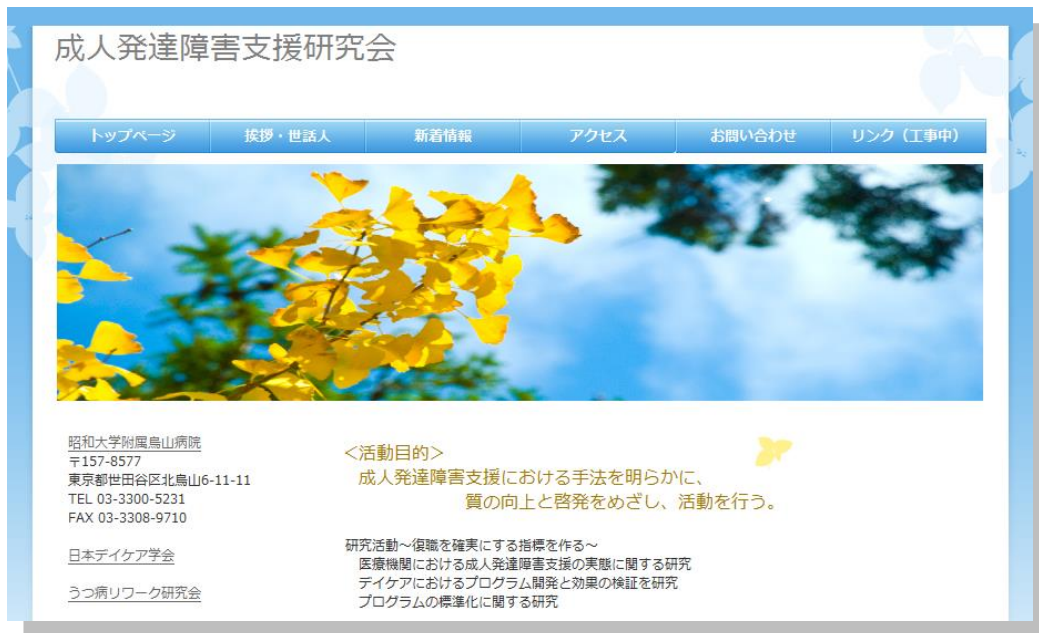 成人発達障害支援研究会
トップページ
挨拶・世話人
新着情報
アクセス
お問い合わせ
リンク（工事中）
昭和大学附属烏山病院
〒157-8577
東京都世田谷区北烏山6-11-11
TEL 03-3300-5231
FAX 03-3308-9710
日本デイケア学会
うつ病リワーク研究会
＜活動目的＞
成人発達障害支援における手法を明らかに、
質の向上と啓発をめざし、活動を行う。
研究活動～復職を確実にする指標を作る～
医療機関における成人発達障害支援の実態に関する研究
デイケアにおけるプログラム開発と効果の検証を研究
プログラムの標準化に関する研究